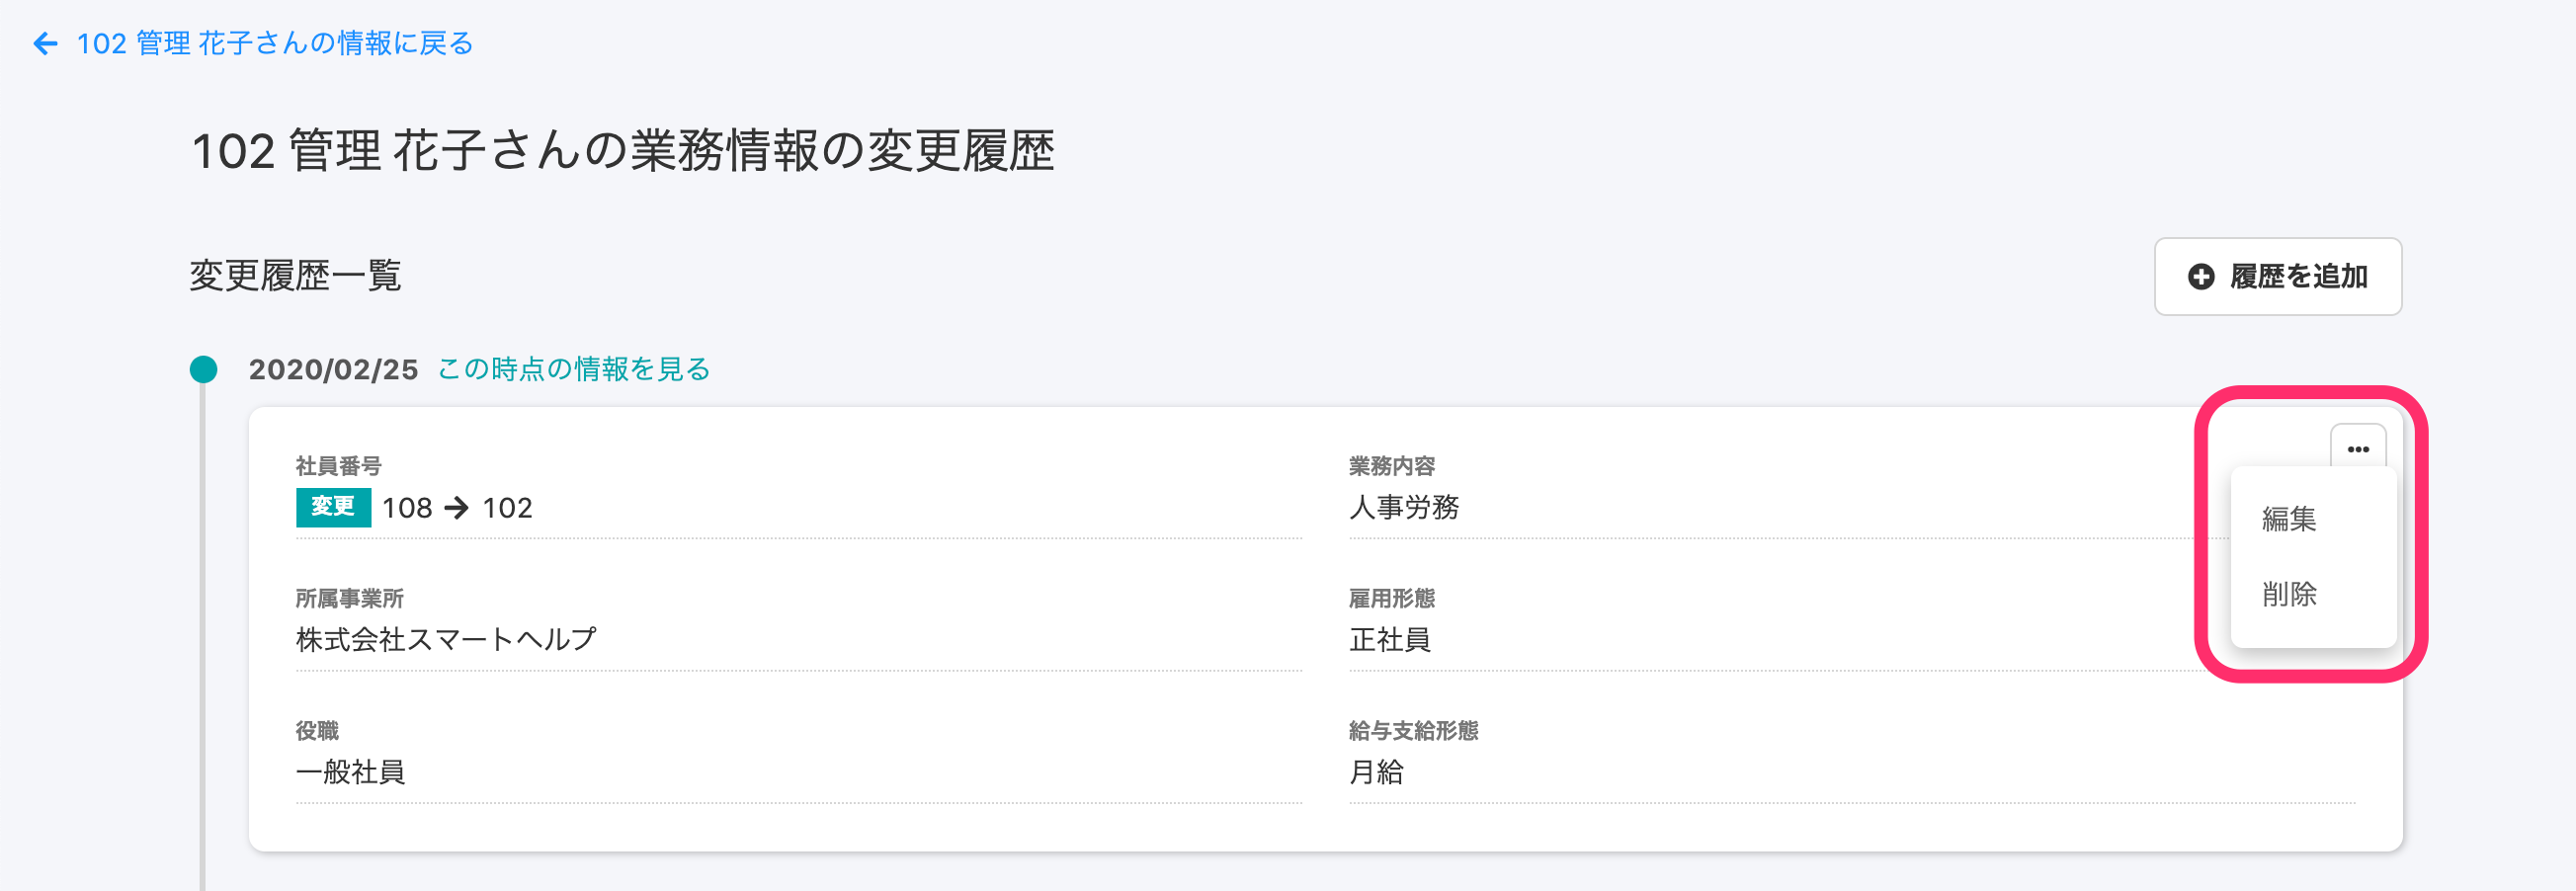 ← 102 管理 花子さんの情報に戻る
102 管理 花子さんの業務情報の変更履歴
変更履歴一覧
履歴を追加
2020/02/25 この時点の情報を見る
社員番号
変更 108 → 102
業務内容
人事労務
編集
削除
所属事業所
株式会社スマートヘルプ
雇用形態
正社員
役職
一般社員
給与支給形態
月給